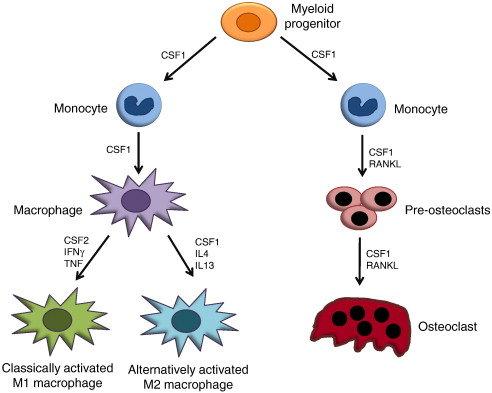 Myeloid
progenitor
CSF1
CSF1
Monocyte
Monocyte
CSF1
CSF1
RANKL
Macrophage
Pre-osteoclasts
CSF2
IFNγ
TNF
CSF1
IL4
IL13
CSF1
RANKL
Osteoclast
Classically activated
M1 macrophage
Alternatively activated
M2 macrophage